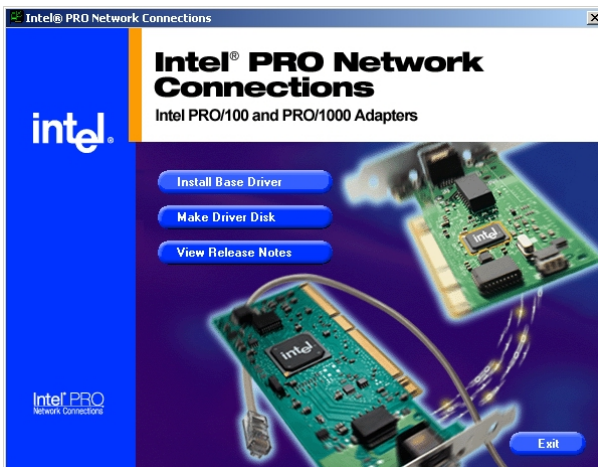 Intel® PRO Network Connections
Intel® PRO Network
Connections
Intel PRO/100 and PRO/1000 Adapters
intel®
Install Base Driver
Make Driver Disk
View Release Notes
intel
intel
Intel® PRO
Network Connections
Exit